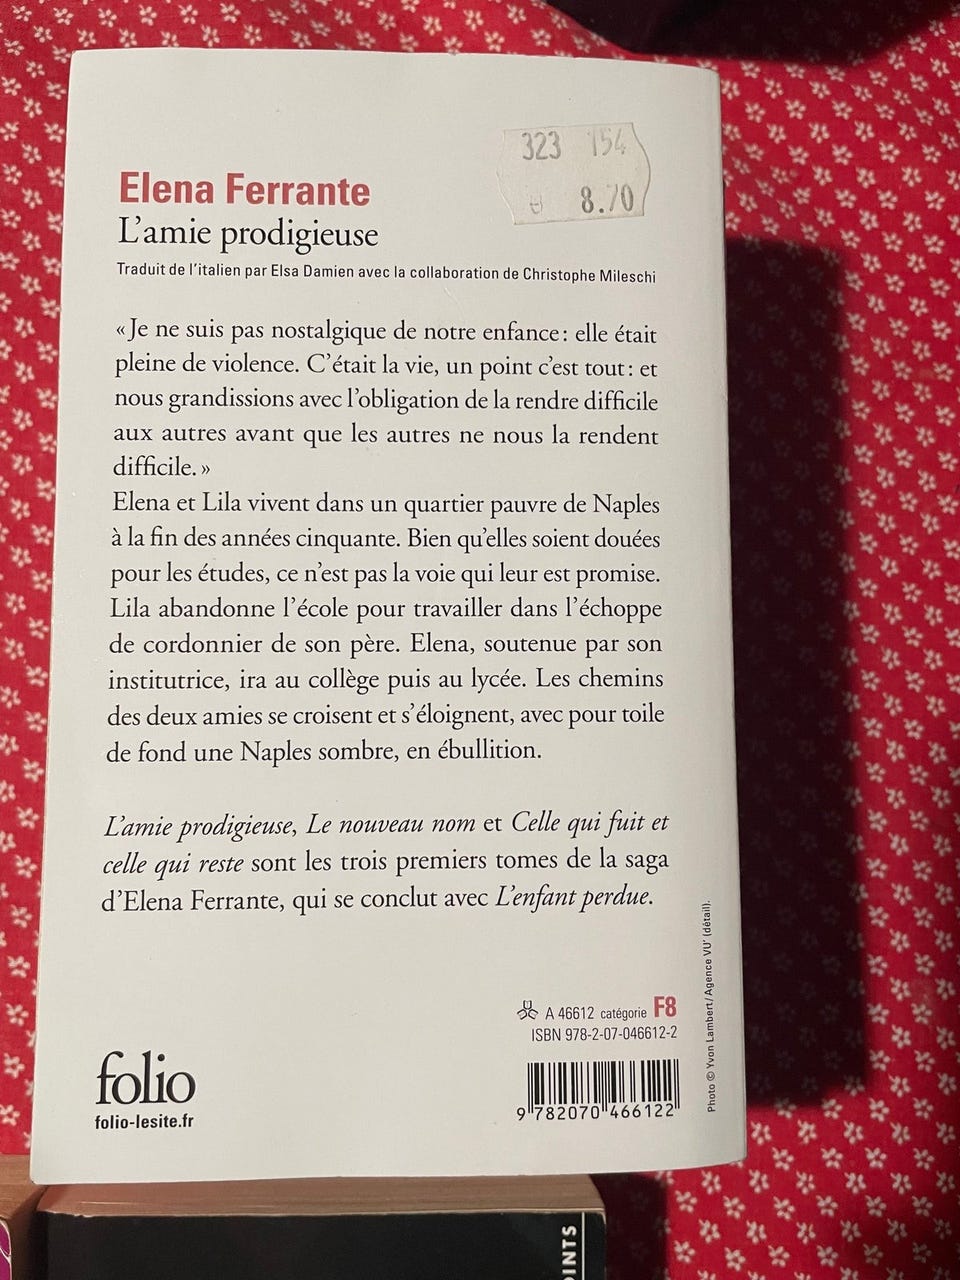 323 154
€ 8.70
Elena Ferrante
L'amie prodigieuse
Traduit de l'italien par Elsa Damien avec la collaboration de Christophe Mileschi
« Je ne suis pas nostalgique de notre enfance : elle était
pleine de violence. C'était la vie, un point c'est tout : et
nous grandissions avec l'obligation de la rendre difficile
aux autres avant que les autres ne nous la rendent
difficile. »
Elena et Lila vivent dans un quartier pauvre de Naples
à la fin des années cinquante. Bien qu'elles soient douées
pour les études, ce n'est pas la voie qui leur est promise.
Lila abandonne l'école pour travailler dans l'échoppe
de cordonnier de son père. Elena, soutenue par son
institutrice, ira au collège puis au lycée. Les chemins
des deux amies se croisent et s'éloignent, avec pour toile
de fond une Naples sombre, en ébullition.
L'amie prodigieuse, Le nouveau nom et Celle qui fuit et
celle qui reste sont les trois premiers tomes de la saga
d'Elena Ferrante, qui se conclut avec L'enfant perdue.
A 46612 catégorie F8
ISBN 978-2-07-046612-2
9 782070 466122
folio
folio-lesite.fr
Photo © Yvon Lambert / Agence VU' (détail).